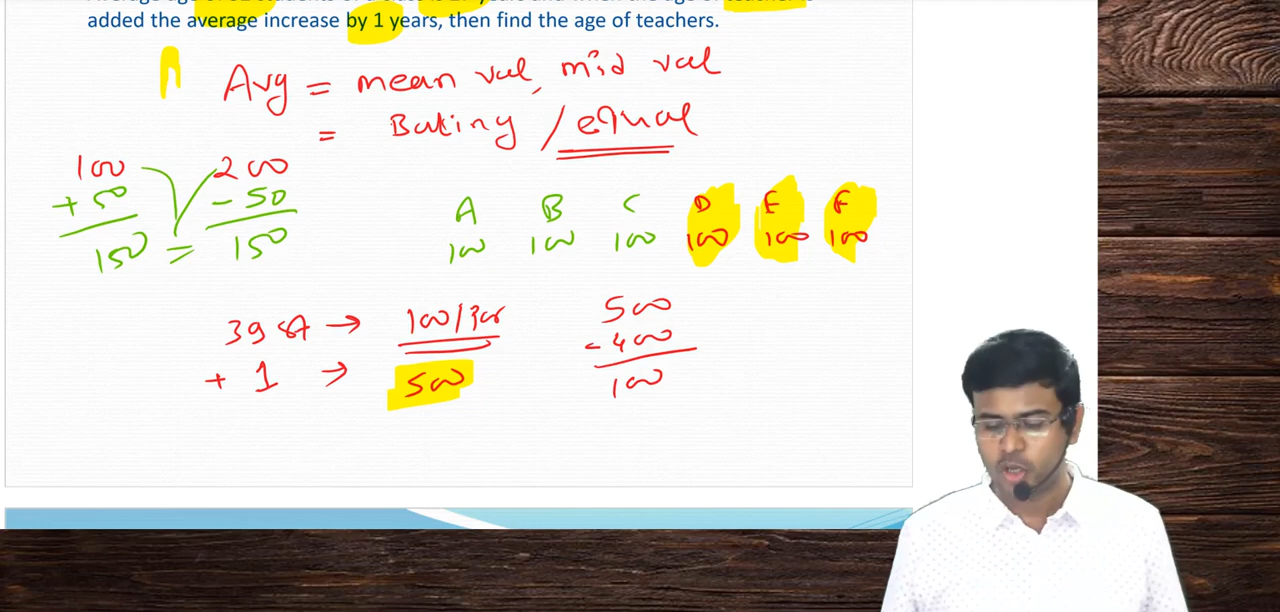 added the average increase by 1 years, then find the age of teachers.
Avg = mean val, mid val
= Bating / equal
100 200
+ 50 - 50
150 = 150
A B C D E F
100 100 100 100 100 100
39 st → 100/300 500
- 400
+ 1 → 500 100